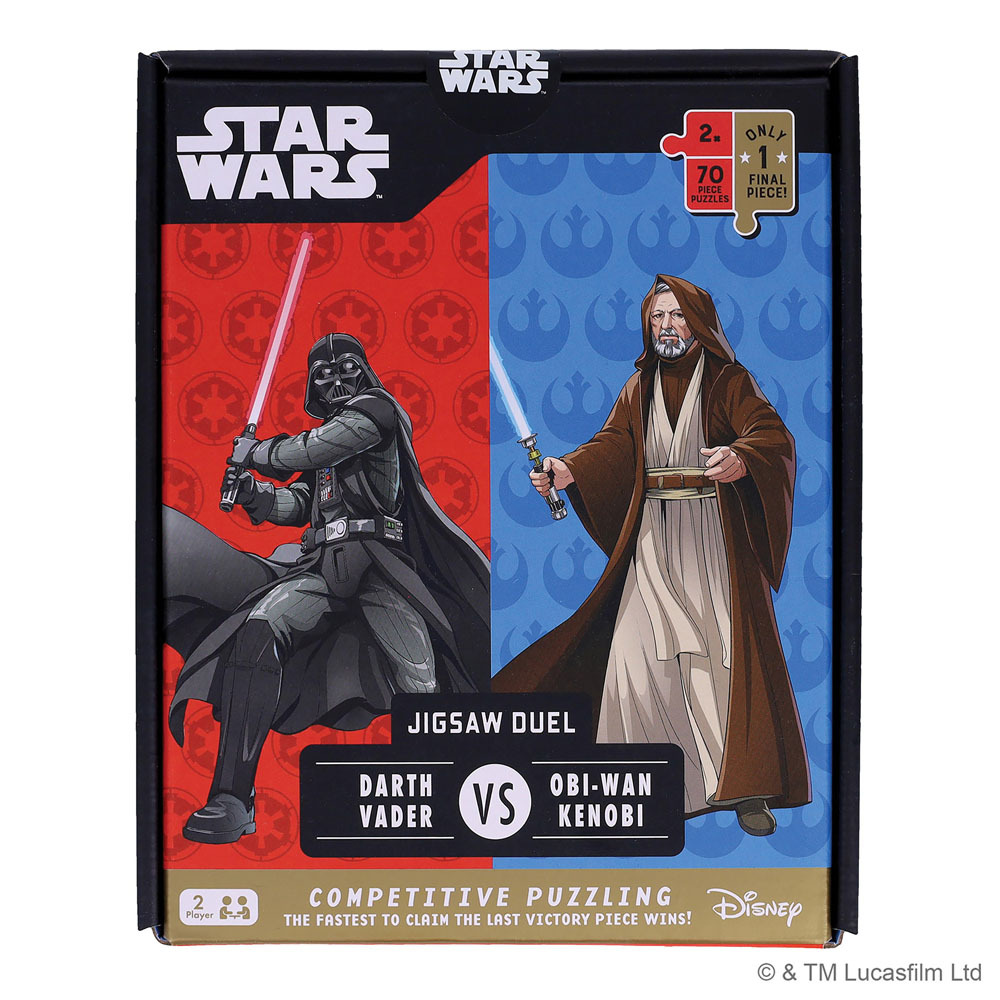 STAR
WARS
STAR
WARS™
2x
70
PIECE
PUZZLES
ONLY
1
FINAL
PIECE!
JIGSAW DUEL
DARTH
VADER
VS
OBI-WAN
KENOBI
2
Player
COMPETITIVE PUZZLING
THE FASTEST TO CLAIM THE LAST VICTORY PIECE WINS!
Disney
© & TM Lucasfilm Ltd